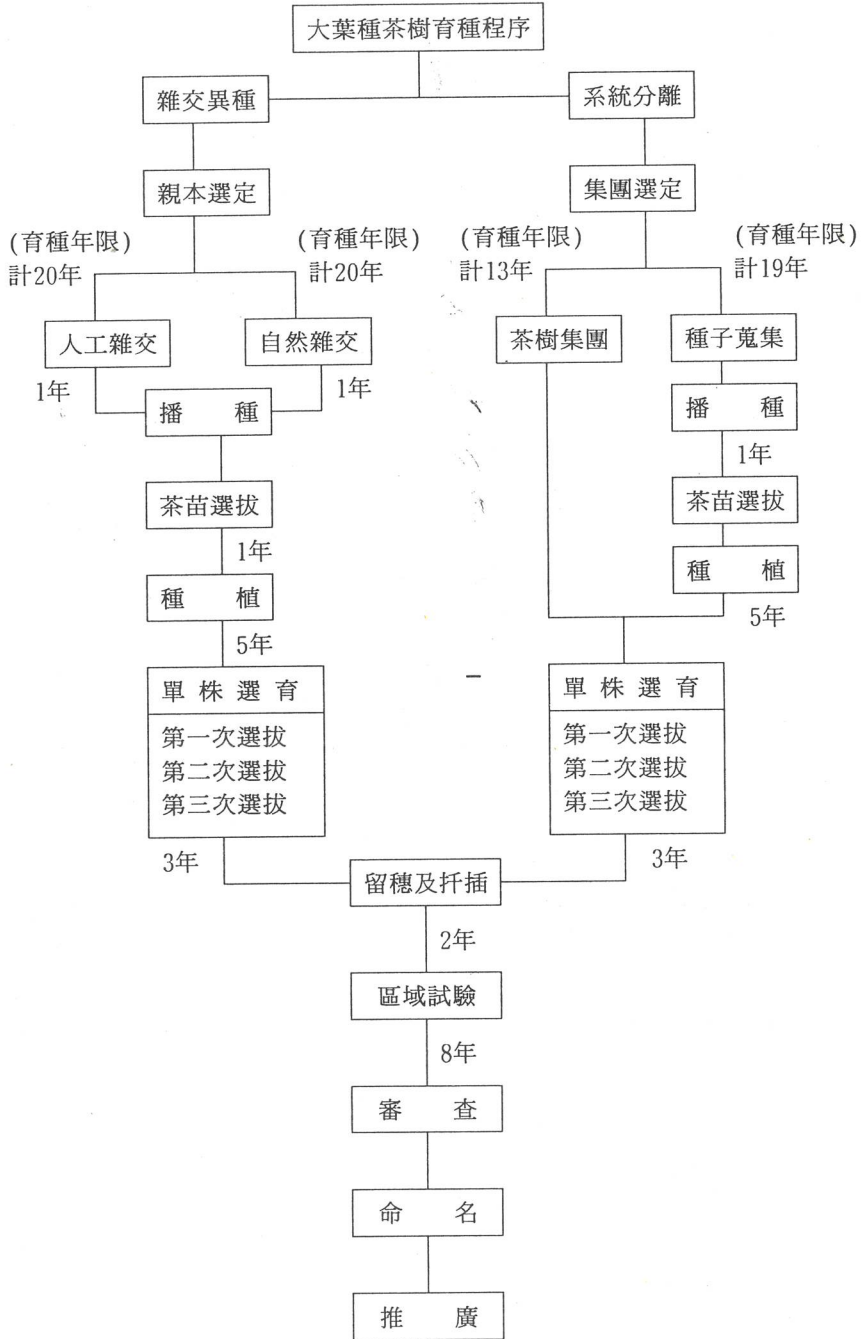 大葉種茶樹育種程序
雜交異種
系統分離
親本選定
集團選定
(育種年限)
計20年
(育種年限)
計20年
(育種年限)
計13年
(育種年限)
計19年
人工雜交
自然雜交
茶樹集團
種子蒐集
1年
1年
播種
播種
1年
茶苗選拔
茶苗選拔
1年
種植
種植
5年
5年
單株選育
第一次選拔
第二次選拔
第三次選拔
單株選育
第一次選拔
第二次選拔
第三次選拔
3年
3年
留穗及扦插
2年
區域試驗
8年
審查
命名
推廣